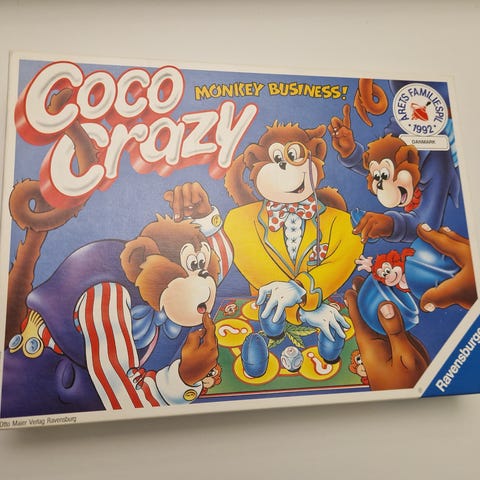 Coco
Crazy
MONKEY BUSINESS!
ÅRETS FAMILIESPIL
• 1992 •
DANMARK
Ravensburger
Otto Maier Verlag Ravensburg